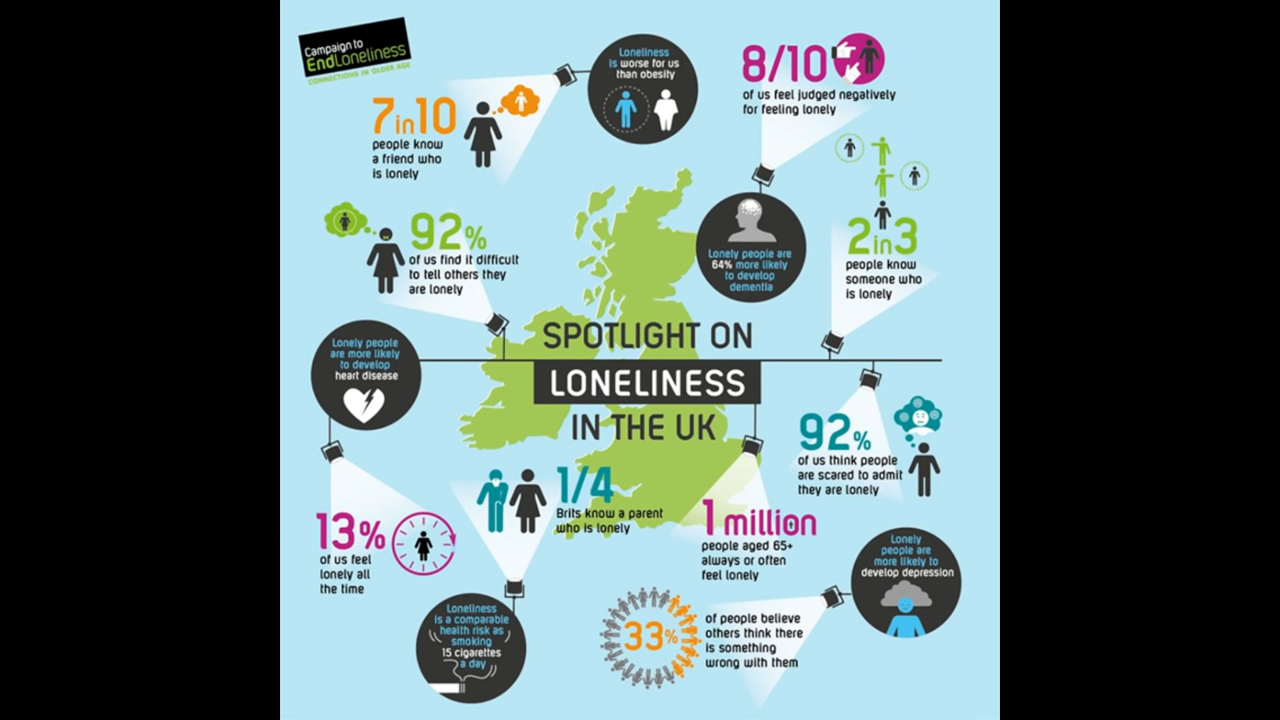 Campaign to
EndLoneliness
CONNECTIONS IN OLDER AGE
7in10
people know
a friend who
is lonely
Loneliness
is worse for us
than obesity
8/10
of us feel judged negatively
for feeling lonely
92%
of us find it difficult
to tell others they
are lonely
Lonely people are
64% more likely
to develop
dementia
2in3
people know
someone who
is lonely
Lonely people
are more likely
to develop
heart disease
SPOTLIGHT ON
LONELINESS
IN THE UK
92%
of us think people
are scared to admit
they are lonely
13%
of us feel
lonely all
the time
1/4
Brits know a parent
who is lonely
1 million
people aged 65+
always or often
feel lonely
Lonely
people are
more likely to
develop depression
Loneliness
is a comparable
health risk as
smoking
15 cigarettes
a day
33%
of people believe
others think there
is something
wrong with them